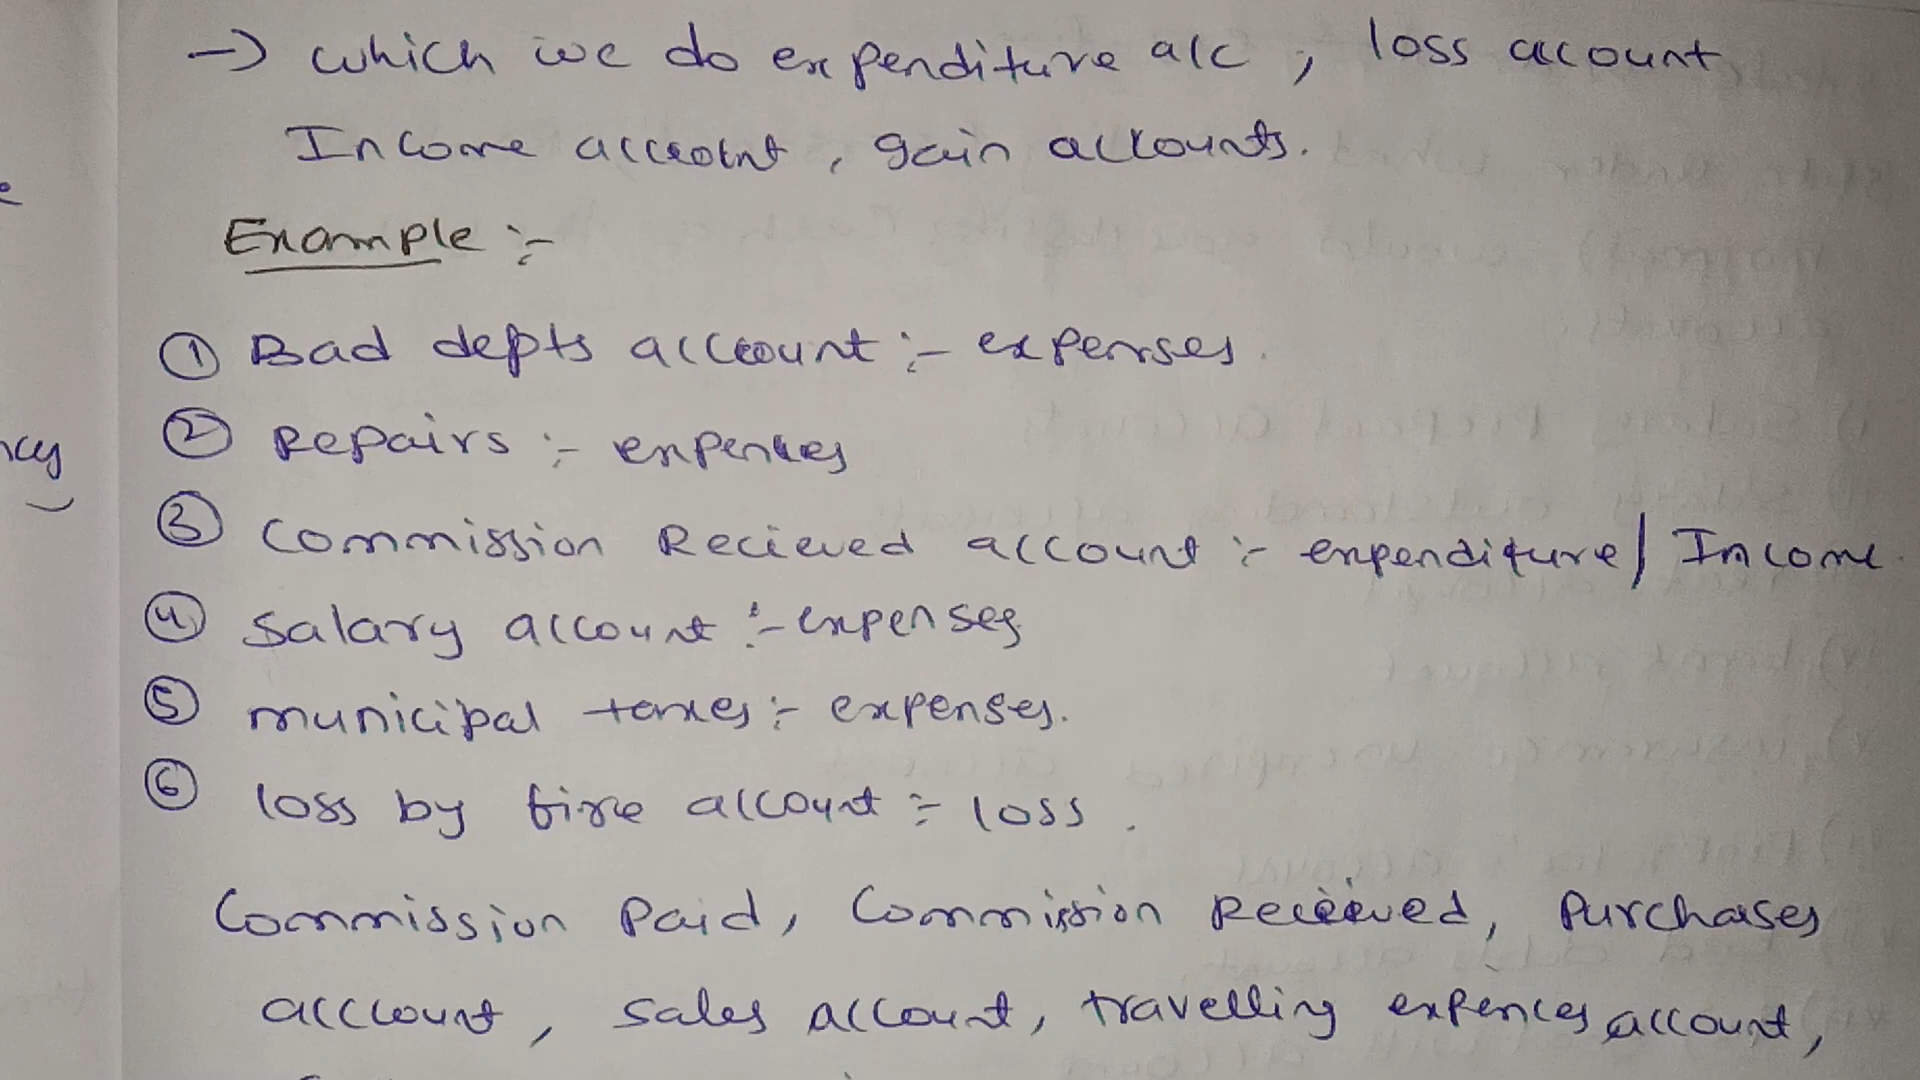 -> which we do expenditure a/c, loss account
Income account, gain accounts.
Example :-
① Bad depts account :- expenses.
② Repairs :- expenses
③ Commission Recieved account :- expenditure/ Income.
④ Salary account :- expenses
⑤ municipal taxes :- expenses.
⑥ loss by fire account :- loss.
Commission Paid, Commission Received, Purchases
account, sales account, travelling expences account,